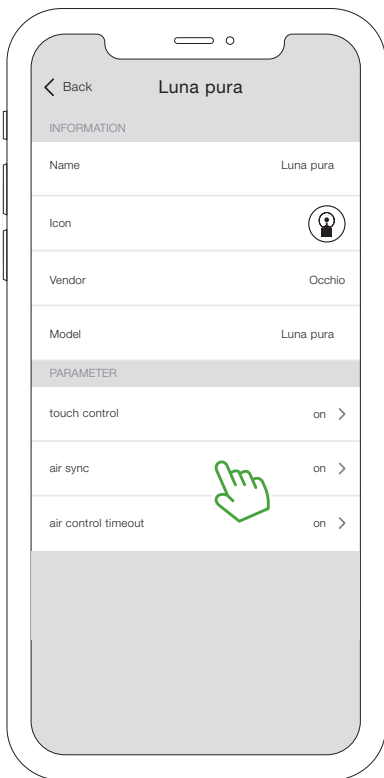 Back Luna pura
INFORMATION
Name Luna pura
Icon
Vendor Occhio
Model Luna pura
PARAMETER
touch control on
air sync on
air control timeout on